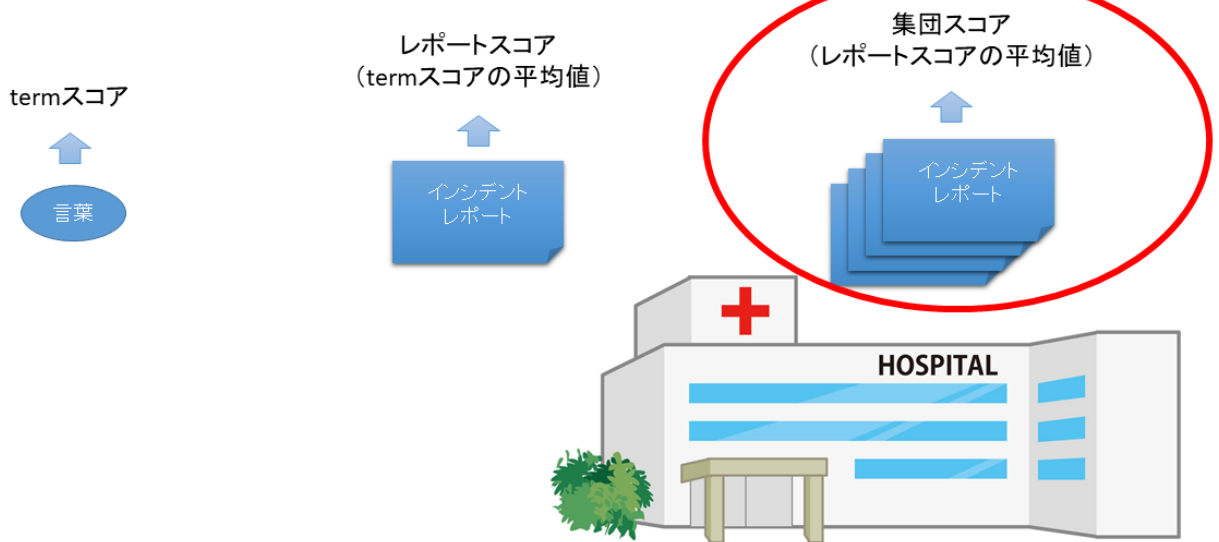 termスコア
言葉
レポートスコア
(termスコアの平均値)
インシデント
レポート
集団スコア
(レポートスコアの平均値)
インシデント
レポート
HOSPITAL